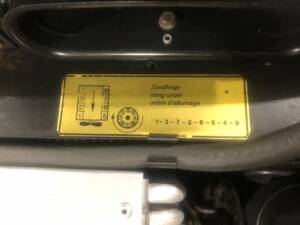 Zündfolge
firing order
ordre d'allumage
1-3-7-2-6-5-4-8